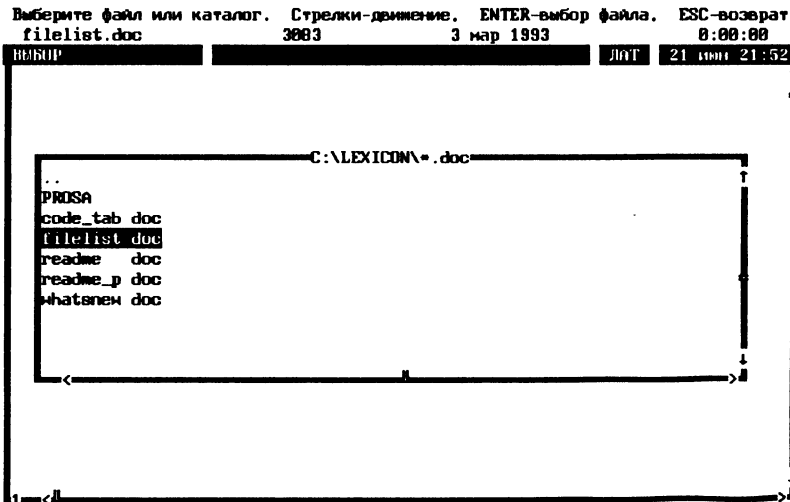 Выберите файл или каталог. Стрелки-движение. ENTER-выбор файла. ESC-возврат
filelist.doc 3083 3 мар 1993 0:00:00
ВЫБОР ЛАТ 21 июн 21:52
C:\LEXICON\*.doc
..
PROSA
code_tab doc
filelist doc
readme doc
readme_p doc
whatsnew doc
1